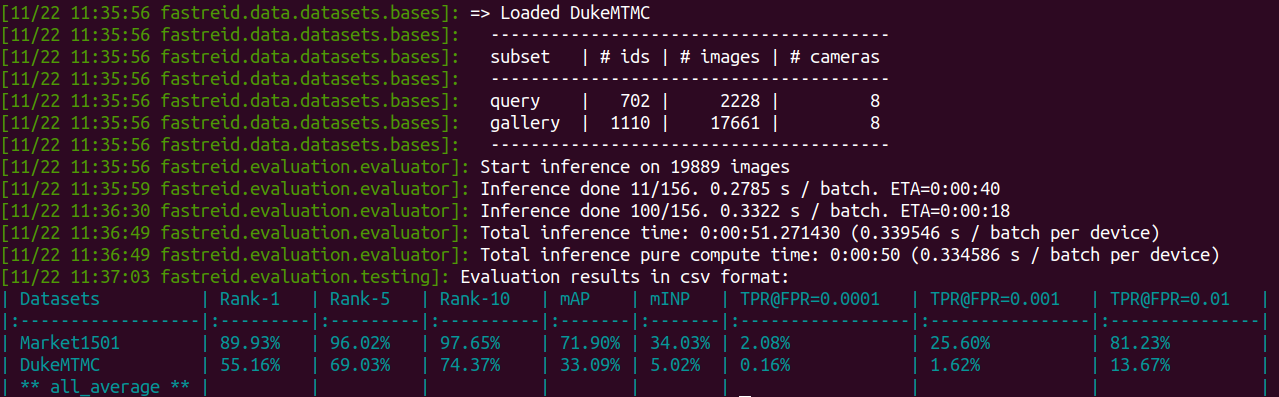 [11/22 11:35:56 fastreid.data.datasets.bases]: => Loaded DukeMTMC
[11/22 11:35:56 fastreid.data.datasets.bases]:   ----------------------------------------
[11/22 11:35:56 fastreid.data.datasets.bases]:   subset   | # ids | # images | # cameras
[11/22 11:35:56 fastreid.data.datasets.bases]:   ----------------------------------------
[11/22 11:35:56 fastreid.data.datasets.bases]:   query    |   702 |     2228 |         8
[11/22 11:35:56 fastreid.data.datasets.bases]:   gallery  |  1110 |    17661 |         8
[11/22 11:35:56 fastreid.data.datasets.bases]:   ----------------------------------------
[11/22 11:35:56 fastreid.evaluation.evaluator]: Start inference on 19889 images
[11/22 11:35:59 fastreid.evaluation.evaluator]: Inference done 11/156. 0.2785 s / batch. ETA=0:00:40
[11/22 11:36:30 fastreid.evaluation.evaluator]: Inference done 100/156. 0.3322 s / batch. ETA=0:00:18
[11/22 11:36:49 fastreid.evaluation.evaluator]: Total inference time: 0:00:51.271430 (0.339546 s / batch per device)
[11/22 11:36:49 fastreid.evaluation.evaluator]: Total inference pure compute time: 0:00:50 (0.334586 s / batch per device)
[11/22 11:37:03 fastreid.evaluation.testing]: Evaluation results in csv format:
| Datasets          | Rank-1   | Rank-5   | Rank-10   | mAP    | mINP   | TPR@FPR=0.0001   | TPR@FPR=0.001   | TPR@FPR=0.01   |
|:------------------|:---------|:---------|:----------|:-------|:-------|:-----------------|:----------------|:---------------|
| Market1501        | 89.93%   | 96.02%   | 97.65%    | 71.90% | 34.03% | 2.08%            | 25.60%          | 81.23%         |
| DukeMTMC          | 55.16%   | 69.03%   | 74.37%    | 33.09% | 5.02%  | 0.16%            | 1.62%           | 13.67%         |
| ** all_average ** |          |          |           |        |        |                  |                 |                |